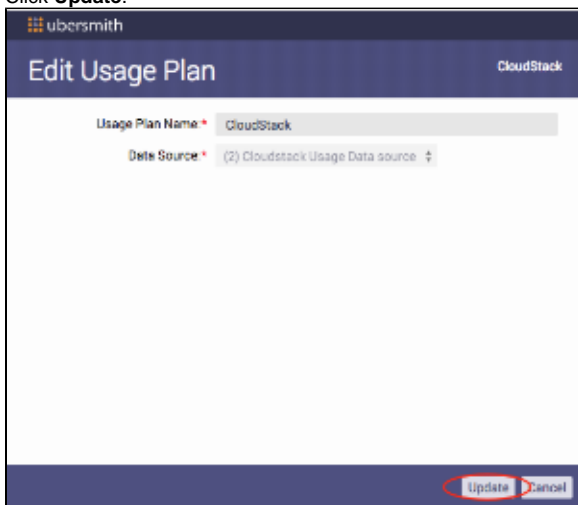 Click Update.
ubersmith
Edit Usage Plan
CloudStack
Usage Plan Name:* CloudStack
Data Source:* (2) Cloudstack Usage Data source
Update Cancel